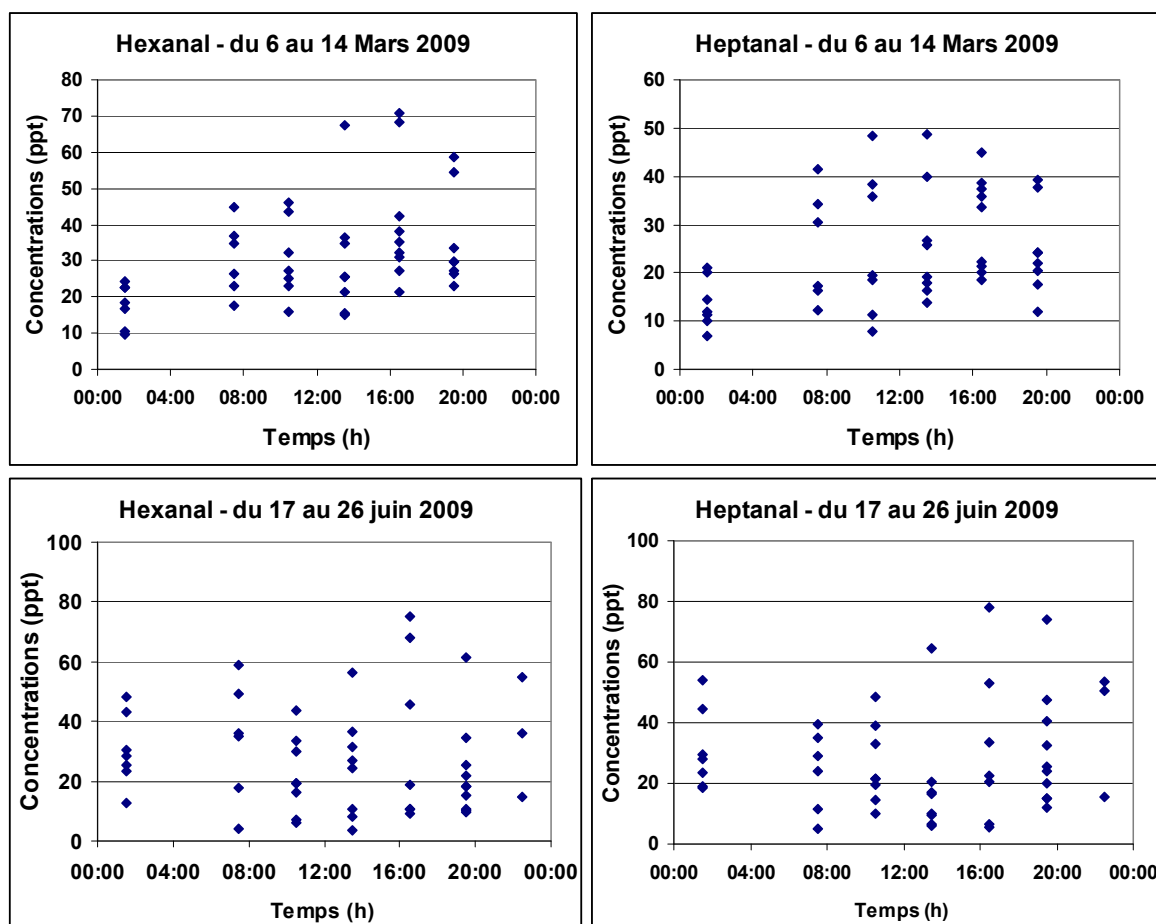 Hexanal - du 6 au 14 Mars 2009
Concentrations (ppt)
80
70
60
50
40
30
20
10
0
00:00 04:00 08:00 12:00 16:00 20:00 00:00
Temps (h)
Heptanal - du 6 au 14 Mars 2009
Concentrations (ppt)
60
50
40
30
20
10
0
00:00 04:00 08:00 12:00 16:00 20:00 00:00
Temps (h)
Hexanal - du 17 au 26 juin 2009
Concentrations (ppt)
100
80
60
40
20
0
00:00 04:00 08:00 12:00 16:00 20:00 00:00
Temps (h)
Heptanal - du 17 au 26 juin 2009
Concentrations (ppt)
100
80
60
40
20
0
00:00 04:00 08:00 12:00 16:00 20:00 00:00
Temps (h)